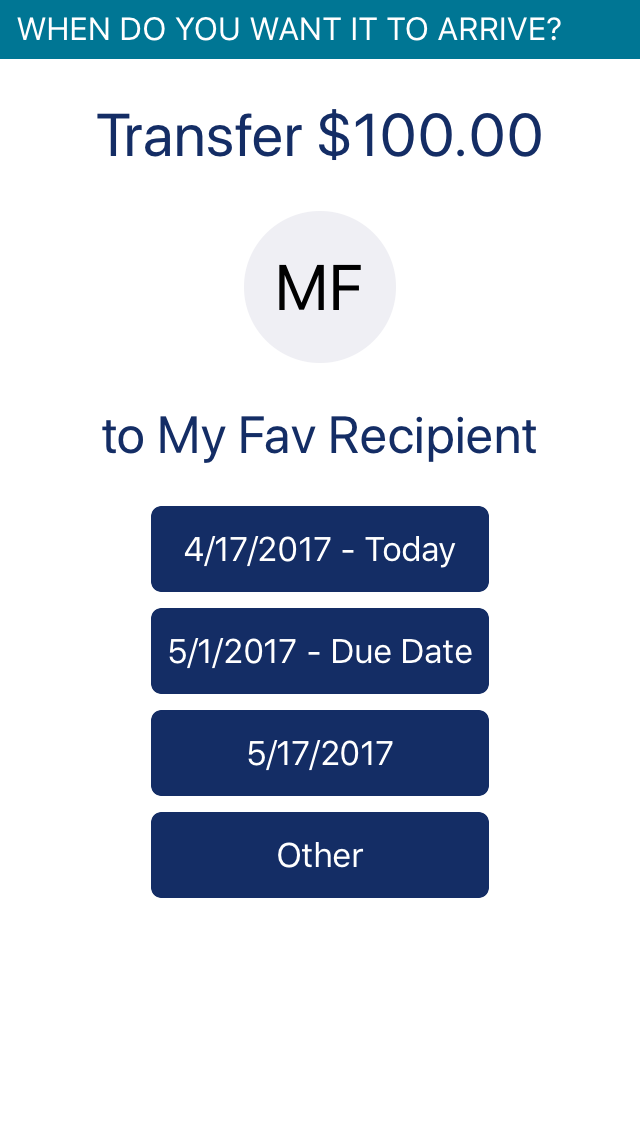 WHEN DO YOU WANT IT TO ARRIVE?
Transfer $100.00
MF
to My Fav Recipient
4/17/2017 - Today
5/1/2017 - Due Date
5/17/2017
Other